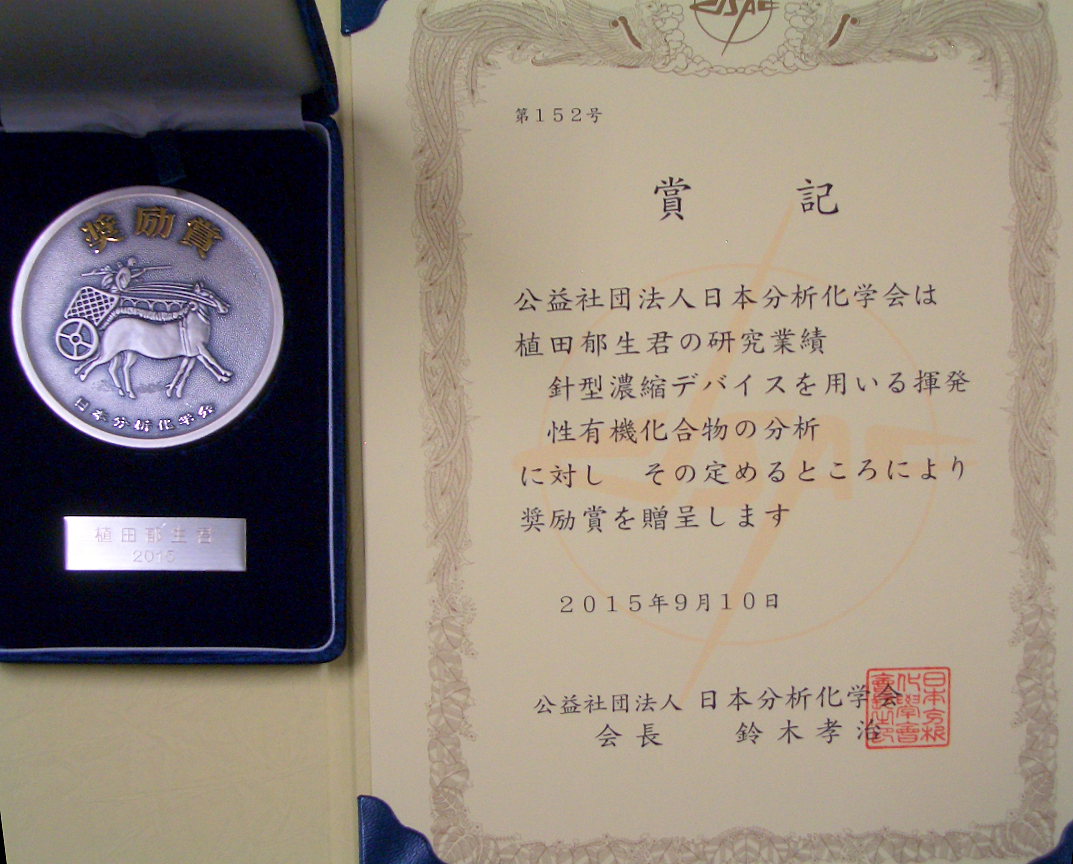 奨励賞
日本分析化学会
植田郁生君
2015
第152号
賞 記
公益社団法人日本分析化学会は
植田郁生君の研究業績
針型濃縮デバイスを用いる揮発
性有機化合物の分析
に対し その定めるところにより
奨励賞を贈呈します
2015年9月10日
公益社団法人 日本分析化学会
会長 鈴木孝治